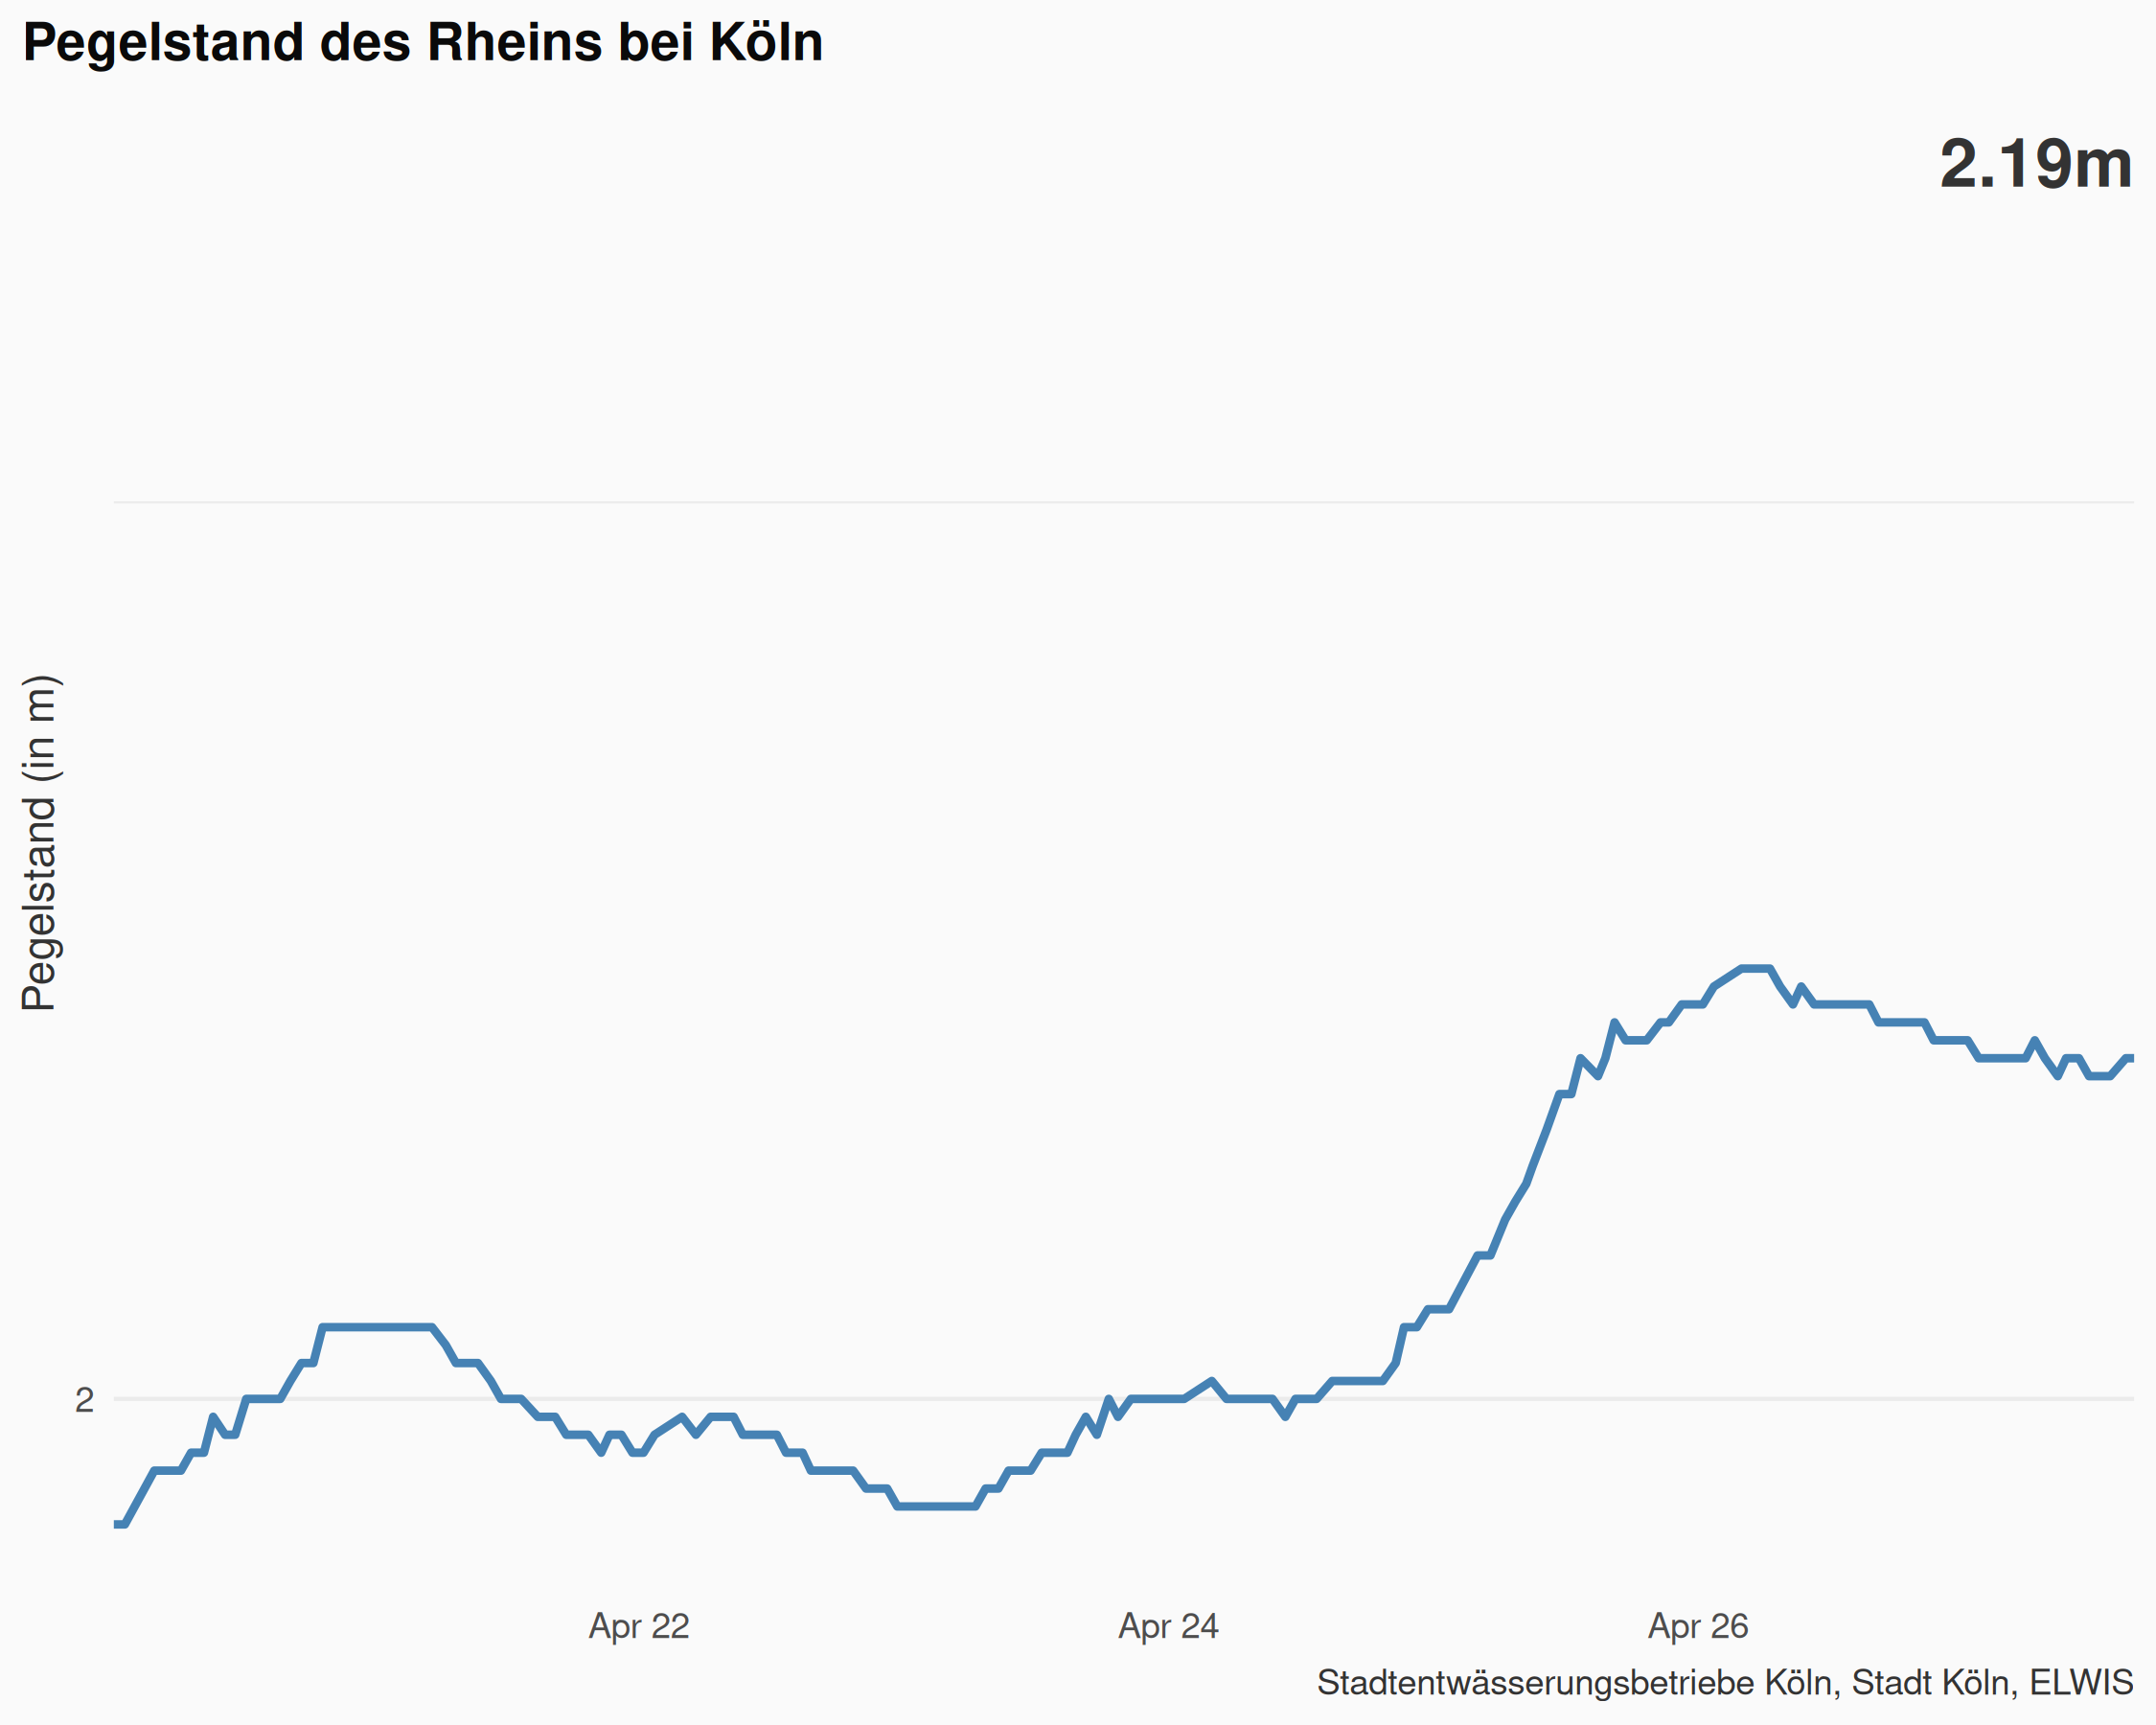 Pegelstand des Rheins bei Köln
2.19m
Pegelstand (in m)
2
Apr 22
Apr 24
Apr 26
Stadtentwässerungsbetriebe Köln, Stadt Köln, ELWIS